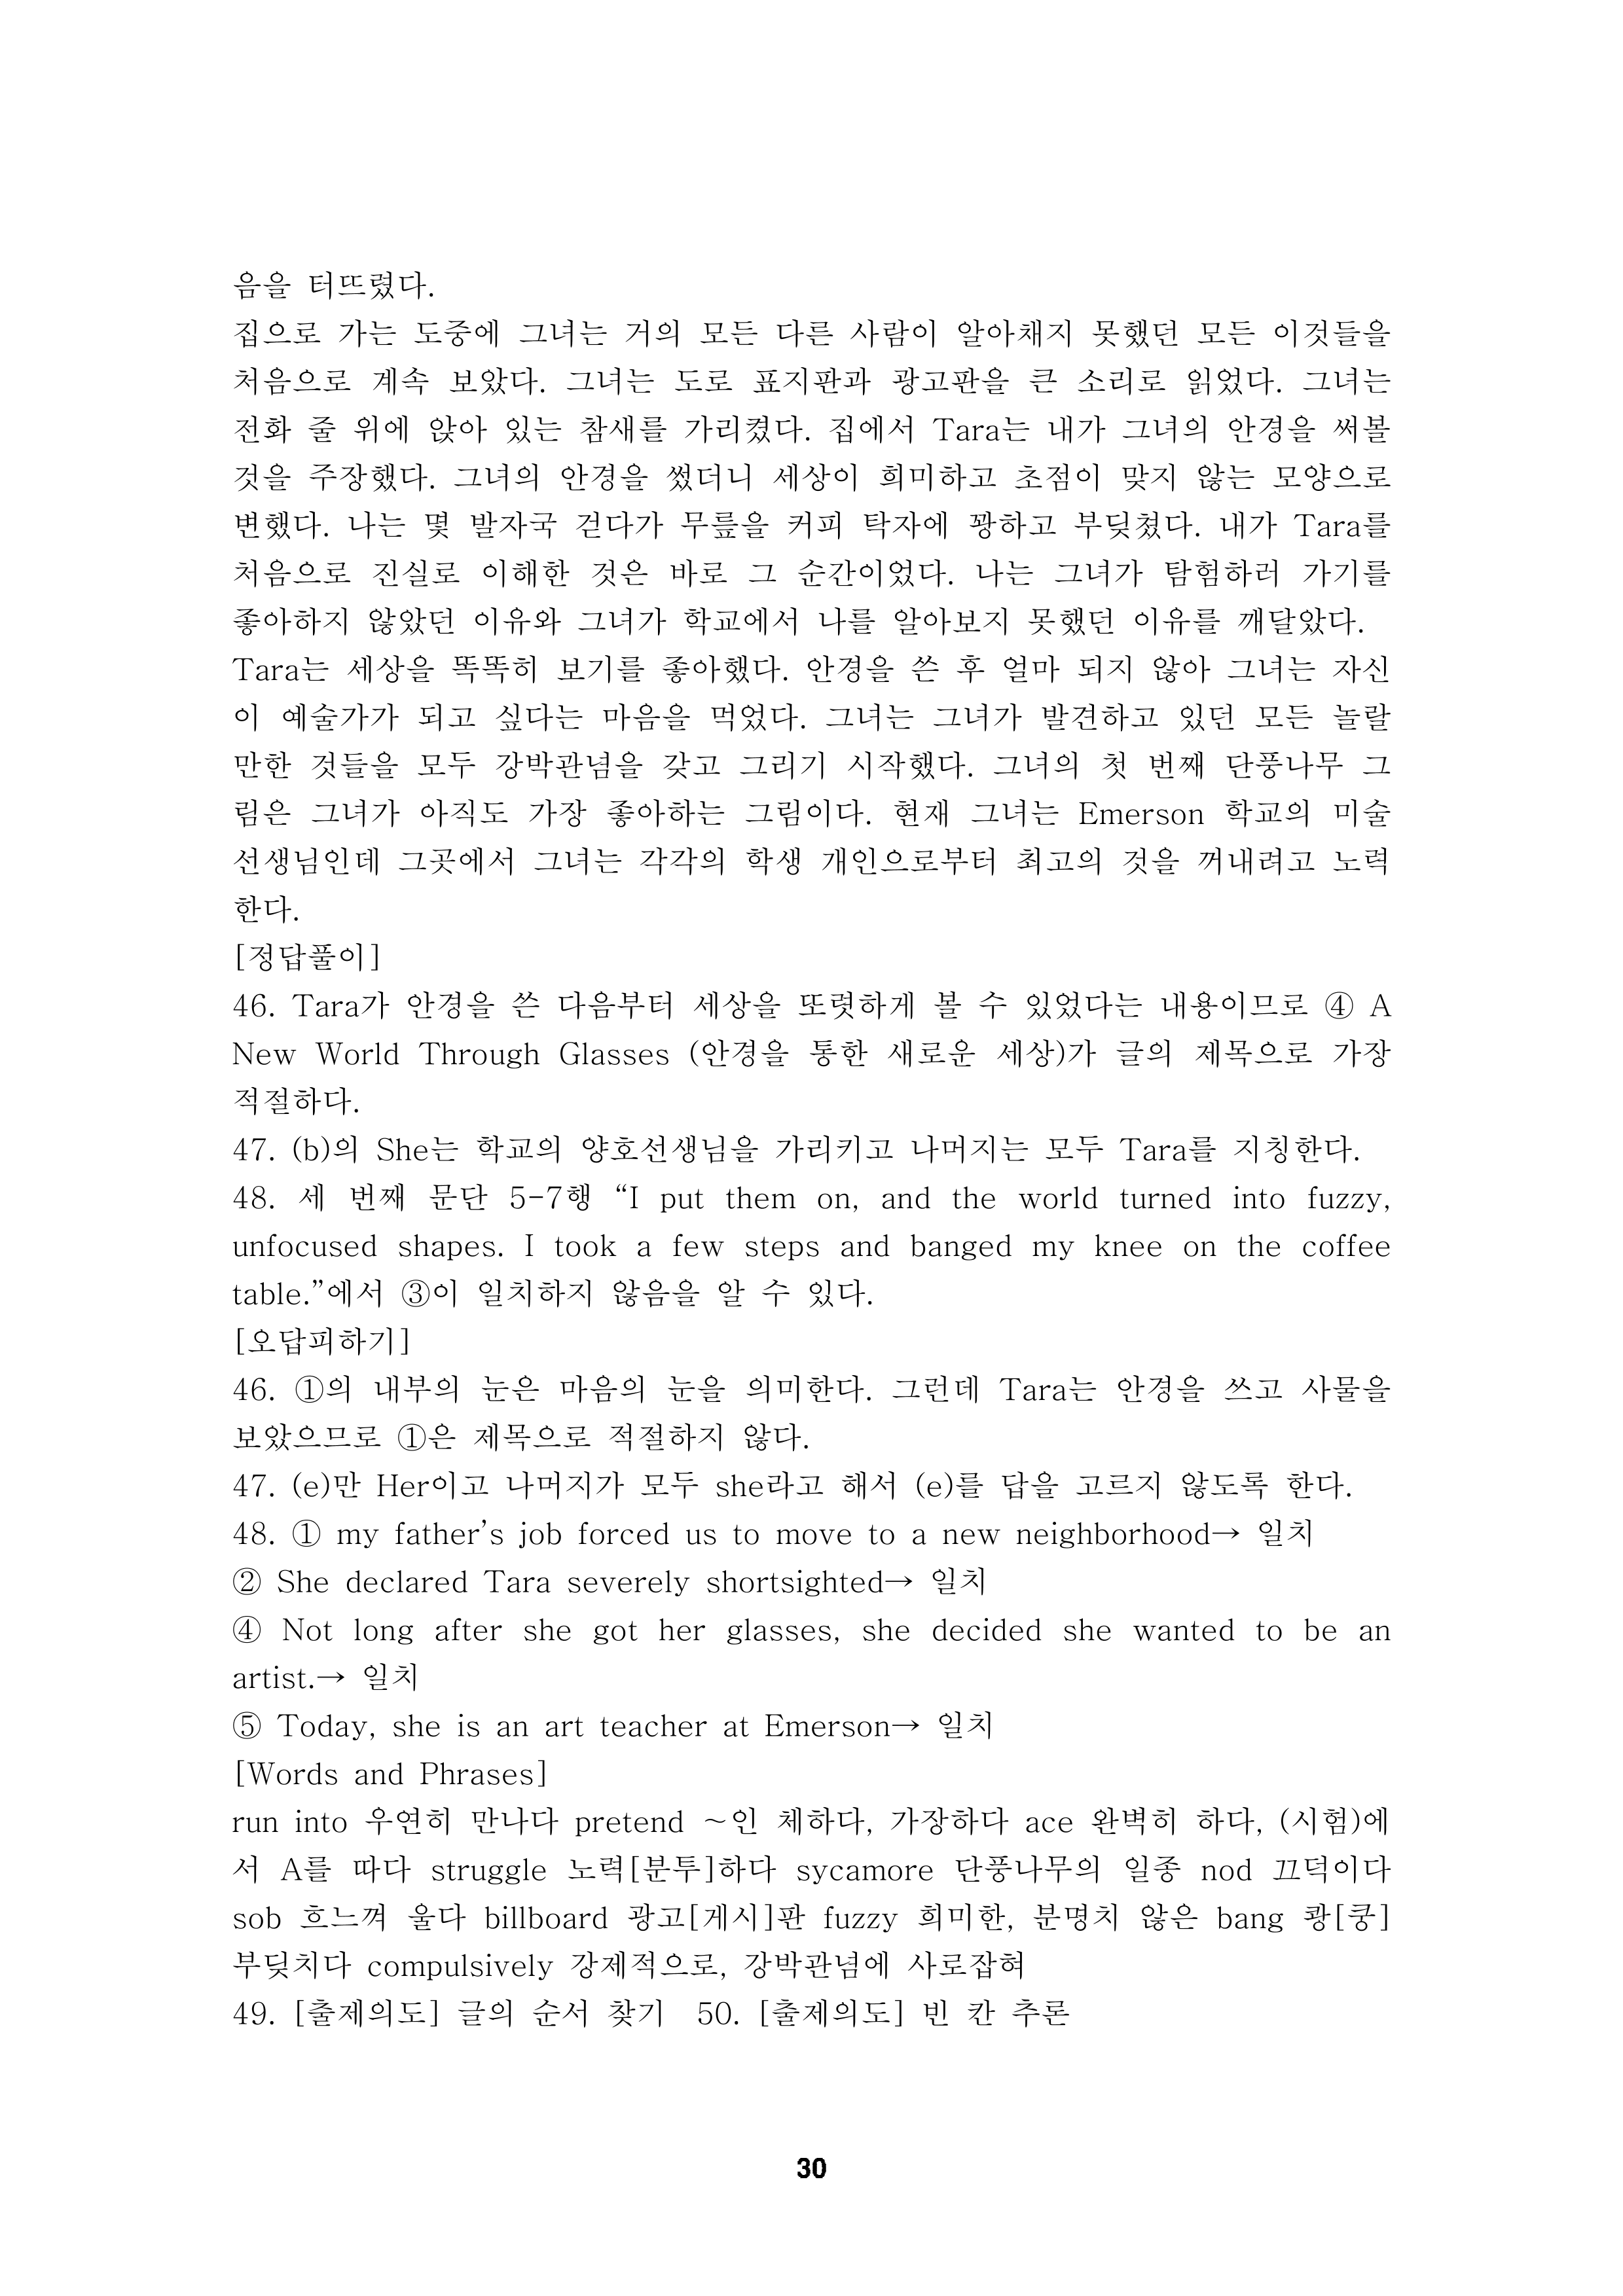 음을 터뜨렸다.
집으로 가는 도중에 그녀는 거의 모든 다른 사람이 알아채지 못했던 모든 이것들을
처음으로 계속 보았다. 그녀는 도로 표지판과 광고판을 큰 소리로 읽었다. 그녀는
전화 줄 위에 앉아 있는 참새를 가리켰다. 집에서 Tara는 내가 그녀의 안경을 써볼
것을 주장했다. 그녀의 안경을 썼더니 세상이 희미하고 초점이 맞지 않는 모양으로
변했다. 나는 몇 발자국 걷다가 무릎을 커피 탁자에 꽝하고 부딪쳤다. 내가 Tara를
처음으로 진실로 이해한 것은 바로 그 순간이었다. 나는 그녀가 탐험하러 가기를
좋아하지 않았던 이유와 그녀가 학교에서 나를 알아보지 못했던 이유를 깨달았다.
Tara는 세상을 똑똑히 보기를 좋아했다. 안경을 쓴 후 얼마 되지 않아 그녀는 자신
이 예술가가 되고 싶다는 마음을 먹었다. 그녀는 그녀가 발견하고 있던 모든 놀랄
만한 것들을 모두 강박관념을 갖고 그리기 시작했다. 그녀의 첫 번째 단풍나무 그
림은 그녀가 아직도 가장 좋아하는 그림이다. 현재 그녀는 Emerson 학교의 미술
선생님인데 그곳에서 그녀는 각각의 학생 개인으로부터 최고의 것을 꺼내려고 노력
한다.
[정답풀이]
46. Tara가 안경을 쓴 다음부터 세상을 또렷하게 볼 수 있었다는 내용이므로 ④ A
New World Through Glasses (안경을 통한 새로운 세상)가 글의 제목으로 가장
적절하다.
47. (b)의 She는 학교의 양호선생님을 가리키고 나머지는 모두 Tara를 지칭한다.
48. 세 번째 문단 5-7행 “I put them on, and the world turned into fuzzy,
unfocused shapes. I took a few steps and banged my knee on the coffee
table.”에서 ③이 일치하지 않음을 알 수 있다.
[오답피하기]
46. ①의 내부의 눈은 마음의 눈을 의미한다. 그런데 Tara는 안경을 쓰고 사물을
보았으므로 ①은 제목으로 적절하지 않다.
47. (e)만 Her이고 나머지가 모두 she라고 해서 (e)를 답을 고르지 않도록 한다.
48. ① my father’s job forced us to move to a new neighborhood→ 일치
② She declared Tara severely shortsighted→ 일치
④ Not long after she got her glasses, she decided she wanted to be an
artist.→ 일치
⑤ Today, she is an art teacher at Emerson→ 일치
[Words and Phrases]
run into 우연히 만나다 pretend ～인 체하다, 가장하다 ace 완벽히 하다, (시험)에
서 A를 따다 struggle 노력[분투]하다 sycamore 단풍나무의 일종 nod 끄덕이다
sob 흐느껴 울다 billboard 광고[게시]판 fuzzy 희미한, 분명치 않은 bang 쾅[쿵]
부딪치다 compulsively 강제적으로, 강박관념에 사로잡혀
49. [출제의도] 글의 순서 찾기  50. [출제의도] 빈 칸 추론
30